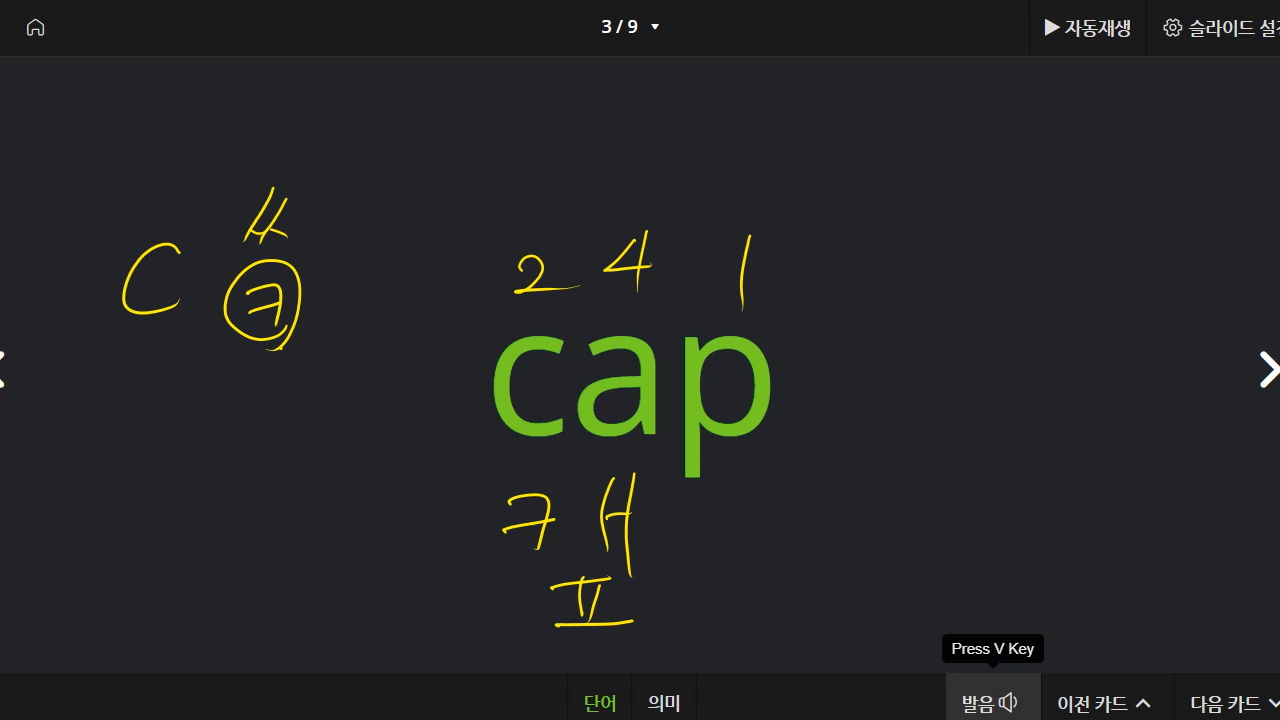 3 / 9
▶ 자동재생
슬라이드 설정
ㅆ
C ㅋ
2 4 1
cap
ㅋ ㅐ
ㅍ
Press V Key
단어 의미 발음 이전 카드 다음 카드